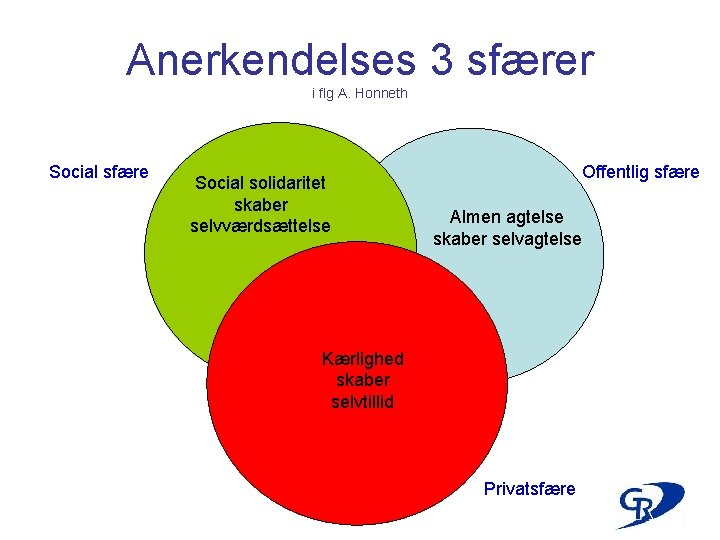 Anerkendelses 3 sfærer
i flg A. Honneth
Social sfære
Offentlig sfære
Social solidaritet
skaber
selvværdsættelse
Almen agtelse
skaber selvagtelse
Kærlighed
skaber
selvtillid
Privatsfære
GR